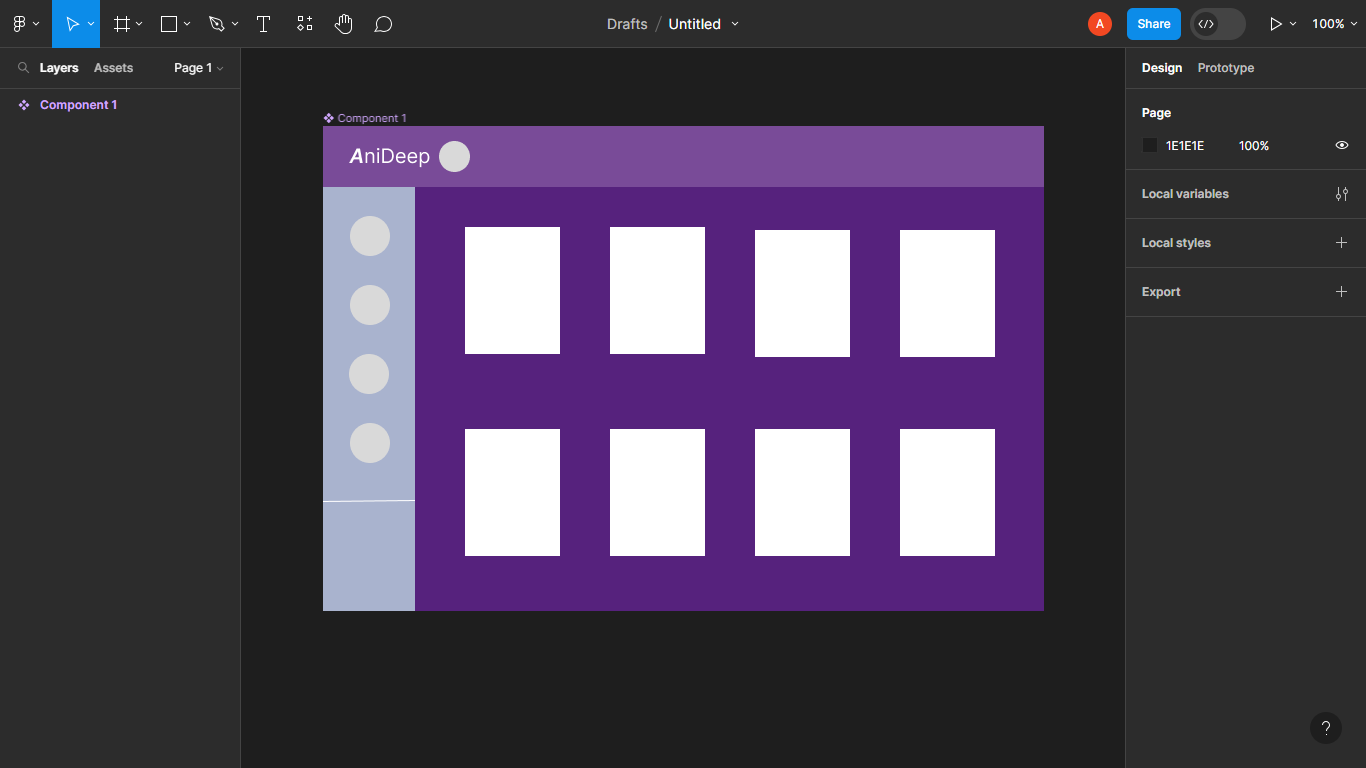 Drafts / Untitled
A
Share
100%
Layers Assets Page 1
Component 1
Component 1
AniDeep
Design Prototype
Page
1E1E1E 100%
Local variables
Local styles
Export
?